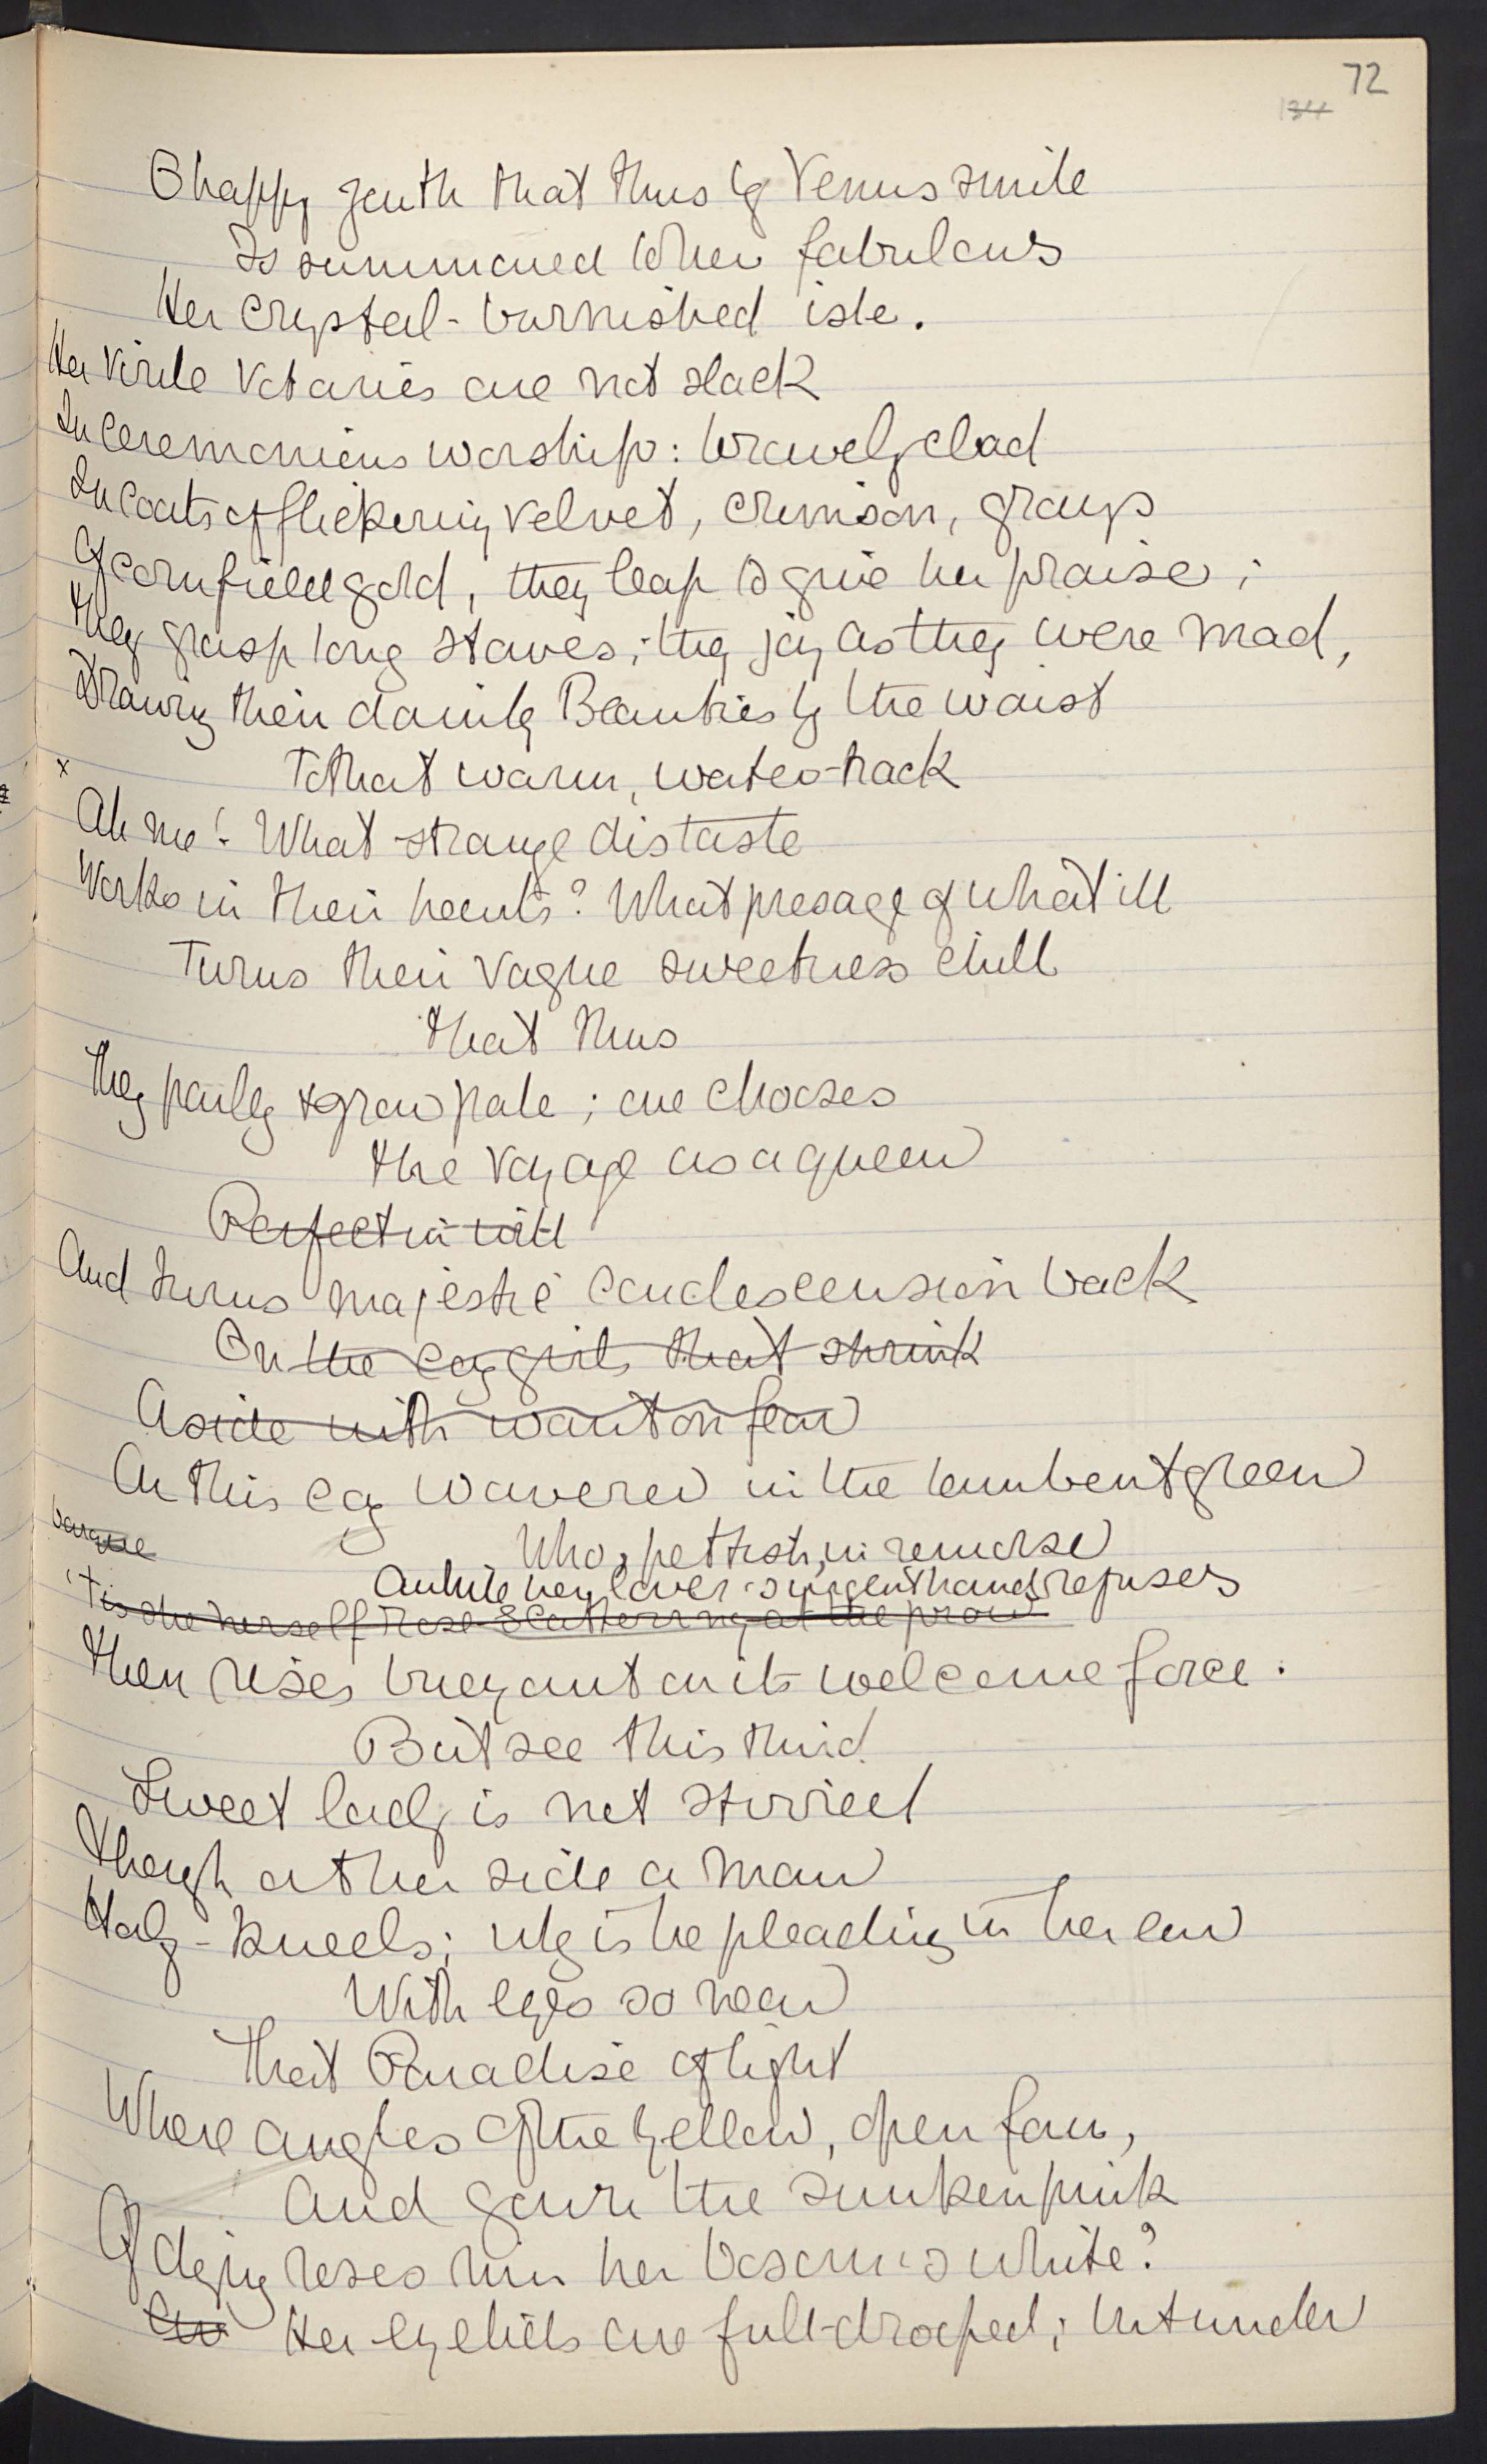 72
O happy youth that thus by Venus smile
Is summoned to her fabulous
Her crystal-burnished isle.
Her virile votaries are not slack
In ceremonious worship: bravely clad
In coats of flickering velvet, crimson, grays
Of cornfield gold, they leap to give her praise;
They grasp long staves; they joy as they were mad,
Drawing their dainty Beauties by the waist
To that warm, water-track
x
Ah me! What strange distaste
Works in their hearts? What presage of what ill
Turns their vague sweetness chill
That thus
They parley & grow pale; one chooses
The voyage as a queen
Perfect in will
And turns majestic condescension back
On the coy girls that shrink
Aside with wanton fear
On this coy waverer in the lambent green
barque
Who, pettish, in remorse
Awhile her lover's urgent hand refuses
'Tis she herself rose-scattering at the prow
Then rises buoyant on its welcome force.
But see this third
Sweet lady is not stirred
Though at her side a man
Half-kneels; why is he pleading in her ear
With eyes so near
That Paradise of light
Where angles of the yellow, open fan,
And gown the sunken pink
Of dying roses rim her bosom's white?
Her eyelids are full-drooped; but under